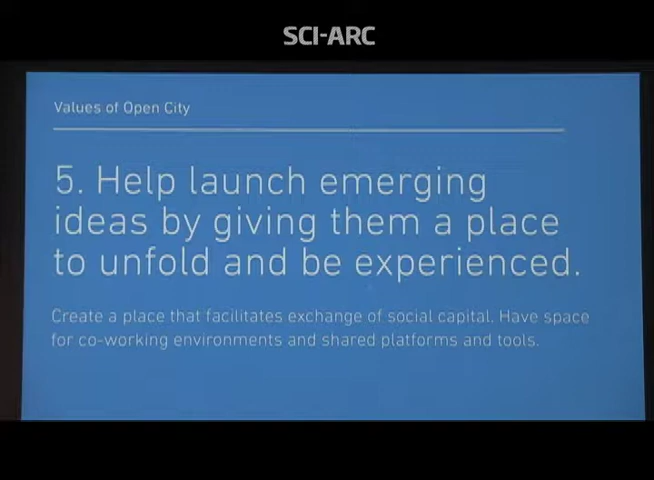 SCI-ARC
Values of Open City
5. Help launch emerging
ideas by giving them a place
to unfold and be experienced.
Create a place that facilitates exchange of social capital. Have space
for co-working environments and shared platforms and tools.